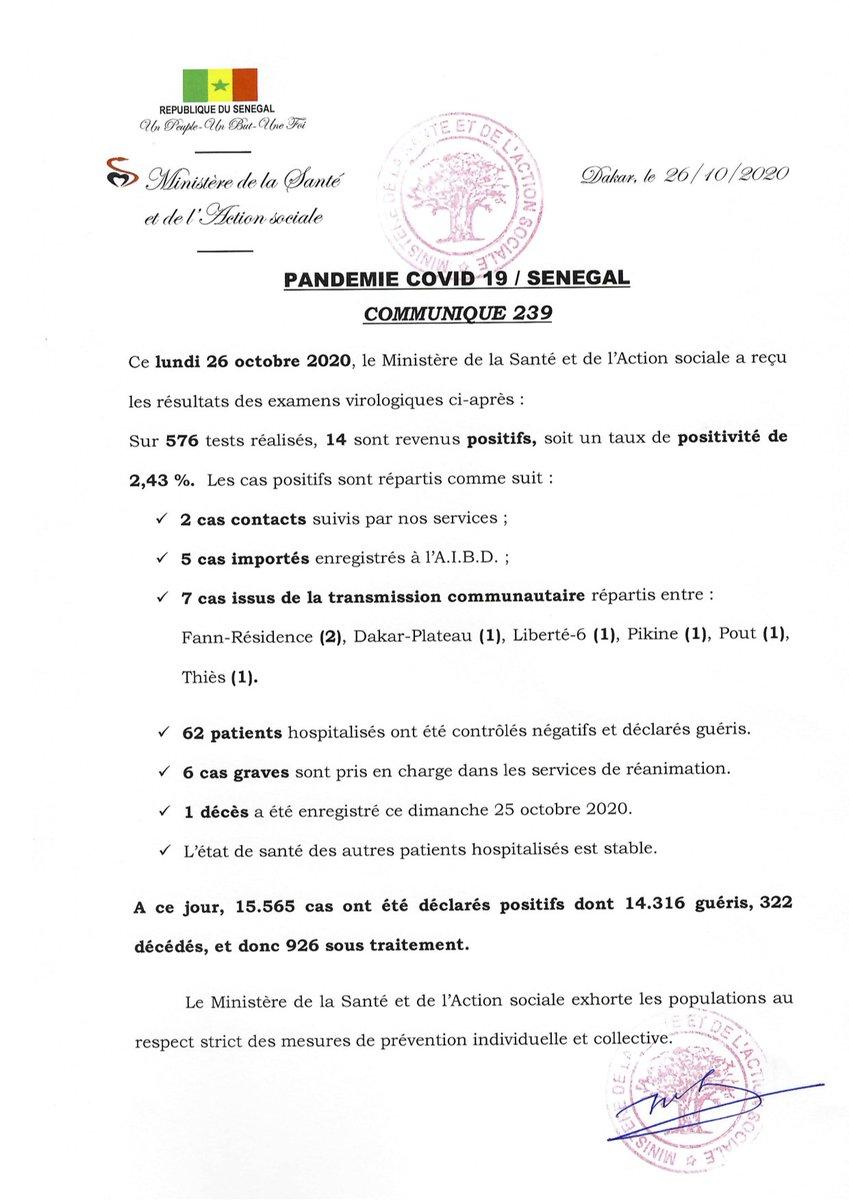 REPUBLIQUE DU SENEGAL
Un Peuple-Un But-Une Foi
Ministère de la Santé
et de l'Action sociale
MINISTERE DE LA SANTE ET DE L'ACTION SOCIALE
Dakar, le 26/10/2020
PANDEMIE COVID 19 / SENEGAL
COMMUNIQUE 239
Ce lundi 26 octobre 2020, le Ministère de la Santé et de l'Action sociale a reçu
les résultats des examens virologiques ci-après :
Sur 576 tests réalisés, 14 sont revenus positifs, soit un taux de positivité de
2,43 %. Les cas positifs sont répartis comme suit :
✓ 2 cas contacts suivis par nos services ;
✓ 5 cas importés enregistrés à l'A.I.B.D. ;
✓ 7 cas issus de la transmission communautaire répartis entre :
Fann-Résidence (2), Dakar-Plateau (1), Liberté-6 (1), Pikine (1), Pout (1),
Thiès (1).
✓ 62 patients hospitalisés ont été contrôlés négatifs et déclarés guéris.
✓ 6 cas graves sont pris en charge dans les services de réanimation.
✓ 1 décès a été enregistré ce dimanche 25 octobre 2020.
✓ L'état de santé des autres patients hospitalisés est stable.
A ce jour, 15.565 cas ont été déclarés positifs dont 14.316 guéris, 322
décédés, et donc 926 sous traitement.
Le Ministère de la Santé et de l'Action sociale exhorte les populations au
respect strict des mesures de prévention individuelle et collective.
MINISTERE DE LA SANTE ET DE L'ACTION SOCIALE